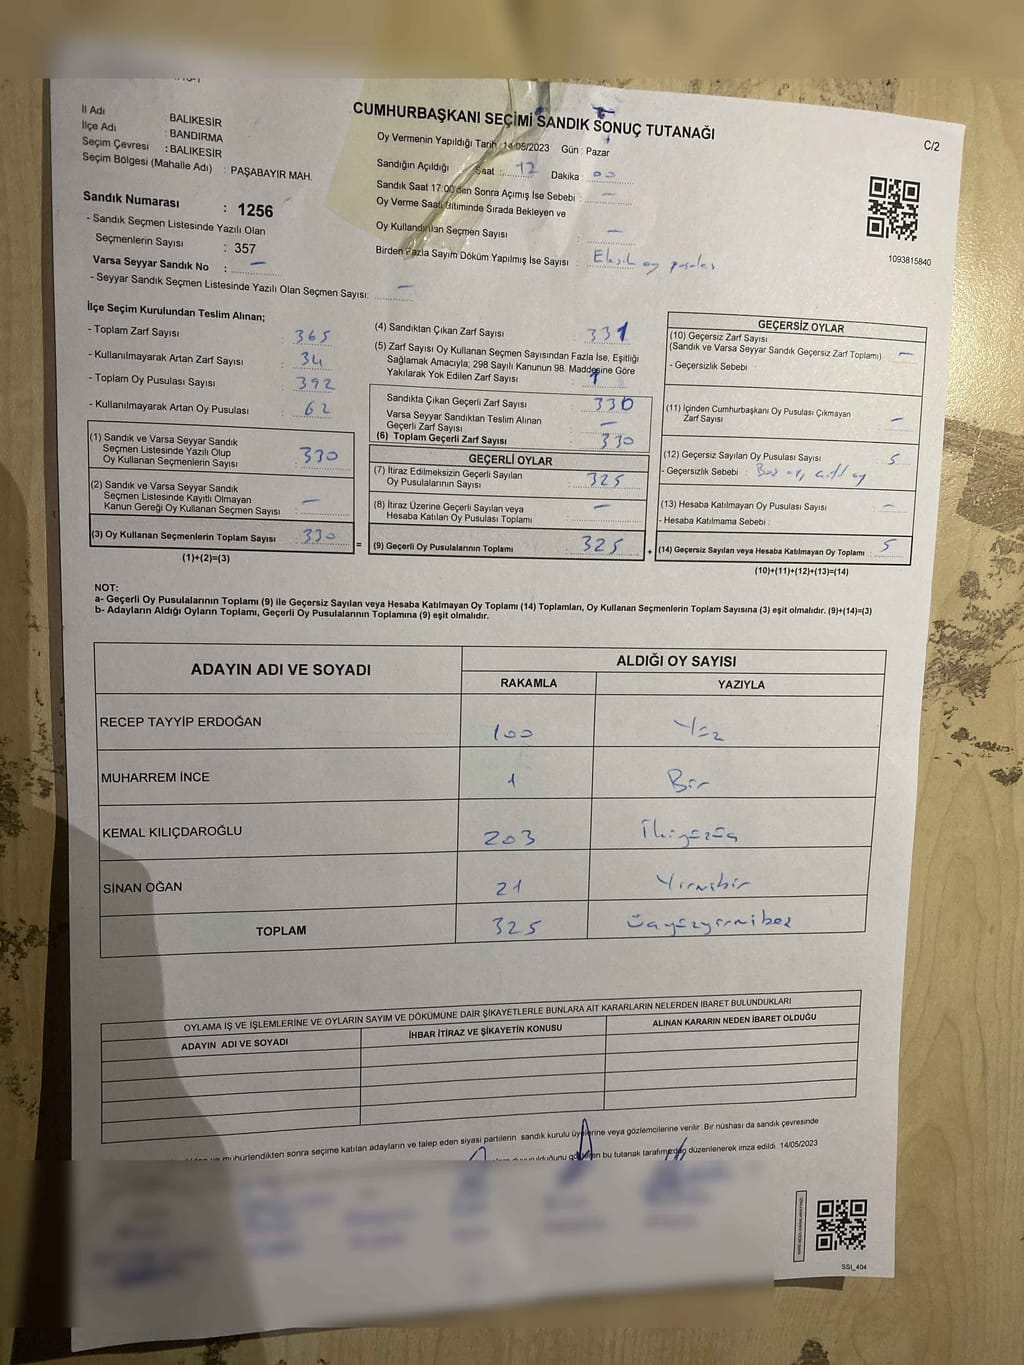 C/2
CUMHURBAŞKANI SEÇİMİ SANDIK SONUÇ TUTANAĞI
İl Adı BALIKESİR
İlçe Adı : BANDIRMA
Seçim Çevresi : BALIKESİR
Seçim Bölgesi (Mahalle Adı) : PAŞABAYIR MAH.
Sandık Numarası : 1256
- Sandık Seçmen Listesinde Yazılı Olan
Seçmenlerin Sayısı : 357
Varsa Seyyar Sandık No : –
- Seyyar Sandık Seçmen Listesinde Yazılı Olan Seçmen Sayısı: –
Oy Vermenin Yapıldığı Tarih : 14/05/2023 Gün : Pazar
Sandığın Açıldığı Saat : 17 Dakika : 00
Sandık Saat 17:00'den Sonra Açımış İse Sebebi : –
Oy Verme Saati Bitiminde Sırada Bekleyen ve
Oy Kullandırılan Seçmen Sayısı : –
Birden Fazla Sayım Döküm Yapılmış İse Sayısı : Eksik oy pusulası
1093815840
İlçe Seçim Kurulundan Teslim Alınan;
- Toplam Zarf Sayısı : 365
- Kullanılmayarak Artan Zarf Sayısı : 34
- Toplam Oy Pusulası Sayısı : 392
- Kullanılmayarak Artan Oy Pusulası : 62
(1) Sandık ve Varsa Seyyar Sandık
Seçmen Listesinde Yazılı Olup
Oy Kullanan Seçmenlerin Sayısı : 330
(2) Sandık ve Varsa Seyyar Sandık
Seçmen Listesinde Kayıtlı Olmayan
Kanun Gereği Oy Kullanan Seçmen Sayısı : –
(3) Oy Kullanan Seçmenlerin Toplam Sayısı : 330
(1)+(2)=(3)
(4) Sandıktan Çıkan Zarf Sayısı : 331
(5) Zarf Sayısı Oy Kullanan Seçmen Sayısından Fazla İse, Eşitliği
Sağlamak Amacıyla; 298 Sayılı Kanunun 98. Maddesine Göre
Yakılarak Yok Edilen Zarf Sayısı : 1
Sandıkta Çıkan Geçerli Zarf Sayısı : 330
Varsa Seyyar Sandıktan Teslim Alınan
Geçerli Zarf Sayısı : –
(6) Toplam Geçerli Zarf Sayısı : 330
GEÇERLİ OYLAR
(7) İtiraz Edilmeksizin Geçerli Sayılan
Oy Pusulalarının Sayısı : 325
(8) İtiraz Üzerine Geçerli Sayılan veya
Hesaba Katılan Oy Pusulası Toplamı : –
= (9) Geçerli Oy Pusulalarının Toplamı : 325 +
GEÇERSİZ OYLAR
(10) Geçersiz Zarf Sayısı
(Sandık ve Varsa Seyyar Sandık Geçersiz Zarf Toplamı) –
- Geçersizlik Sebebi
(11) İçinden Cumhurbaşkanı Oy Pusulası Çıkmayan
Zarf Sayısı : –
(12) Geçersiz Sayılan Oy Pusulası Sayısı : 5
- Geçersizlik Sebebi : Boş oy, çift oy
(13) Hesaba Katılmayan Oy Pusulası Sayısı : –
- Hesaba Katılmama Sebebi :
(14) Geçersiz Sayılan veya Hesaba Katılmayan Oy Toplamı : 5
(10)+(11)+(12)+(13)=(14)
NOT:
a- Geçerli Oy Pusulalarının Toplamı (9) ile Geçersiz Sayılan veya Hesaba Katılmayan Oy Toplamı (14) Toplamları, Oy Kullanan Seçmenlerin Toplam Sayısına (3) eşit olmalıdır. (9)+(14)=(3)
b- Adayların Aldığı Oyların Toplamı, Geçerli Oy Pusulalarının Toplamına (9) eşit olmalıdır.
ADAYIN ADI VE SOYADI ALDIĞI OY SAYISI
RAKAMLA YAZIYLA
RECEP TAYYİP ERDOĞAN 100 Yüz
MUHARREM İNCE 1 Bir
KEMAL KILIÇDAROĞLU 203 İkiyüzüç
SİNAN OĞAN 21 Yirmibir
TOPLAM 325 üçyüzyirmibeş
OYLAMA İŞ VE İŞLEMLERİNE VE OYLARIN SAYIM VE DÖKÜMÜNE DAİR ŞİKAYETLERLE BUNLARA AİT KARARLARIN NELERDEN İBARET BULUNDUKLARI
ADAYIN ADI VE SOYADI İHBAR İTİRAZ VE ŞİKAYETİN KONUSU ALINAN KARARIN NEDEN İBARET OLDUĞU
mühürlendikten sonra seçime katılan adayların ve talep eden siyasi partilerin sandık kurulu üyelerine veya gözlemcilerine verilir Bir nüshası da sandık çevresinde
bu tutanak tarafımızdan düzenlenerek imza edildi 14/05/2023
SSI_404